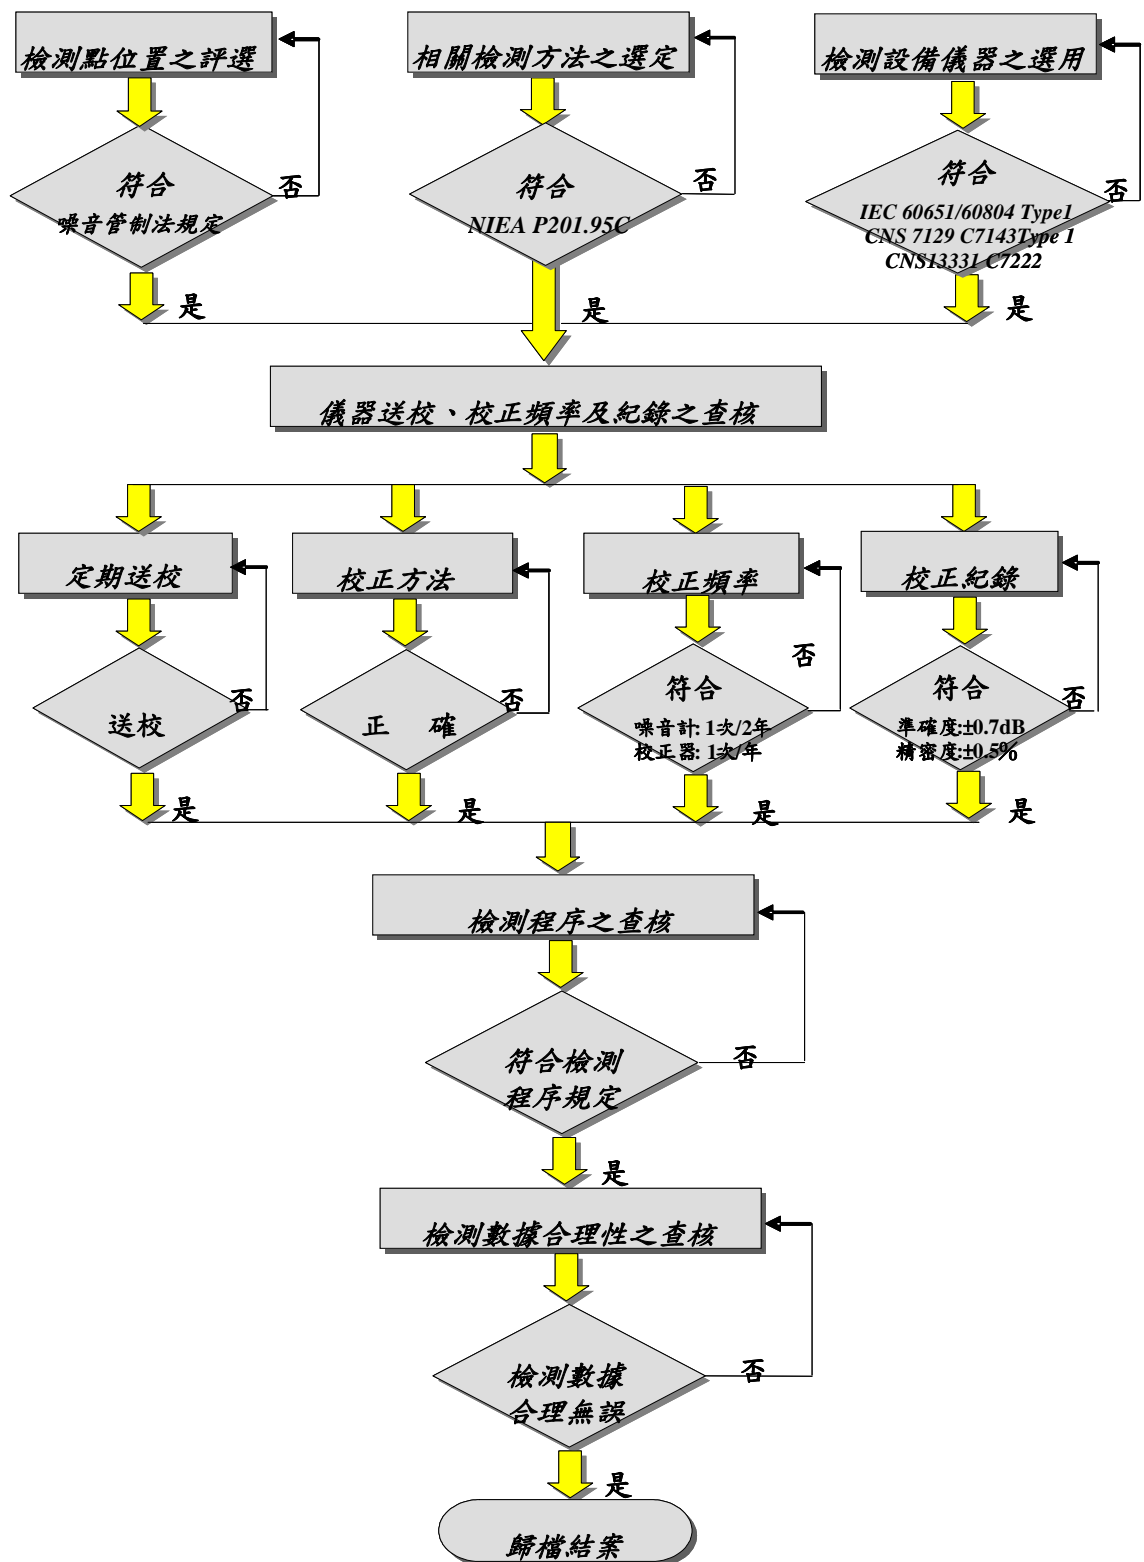 檢測點位置之評選
相關檢測方法之選定
檢測設備儀器之選用
符合
噪音管制法規定
否
符合
NIEA P201.95C
否
符合
IEC 60651/60804 Type1
CNS 7129 C7143Type 1
CNS13331 C7222
否
是
是
是
儀器送校、校正頻率及紀錄之查核
定期送校
校正方法
校正頻率
校正紀錄
送校
否
正 確
否
符合
噪音計: 1次/2年
校正器: 1次/年
否
符合
準確度:±0.7dB
精密度:±0.5%
否
是
是
是
是
檢測程序之查核
符合檢測
程序規定
否
是
檢測數據合理性之查核
檢測數據
合理無誤
否
是
歸檔結案